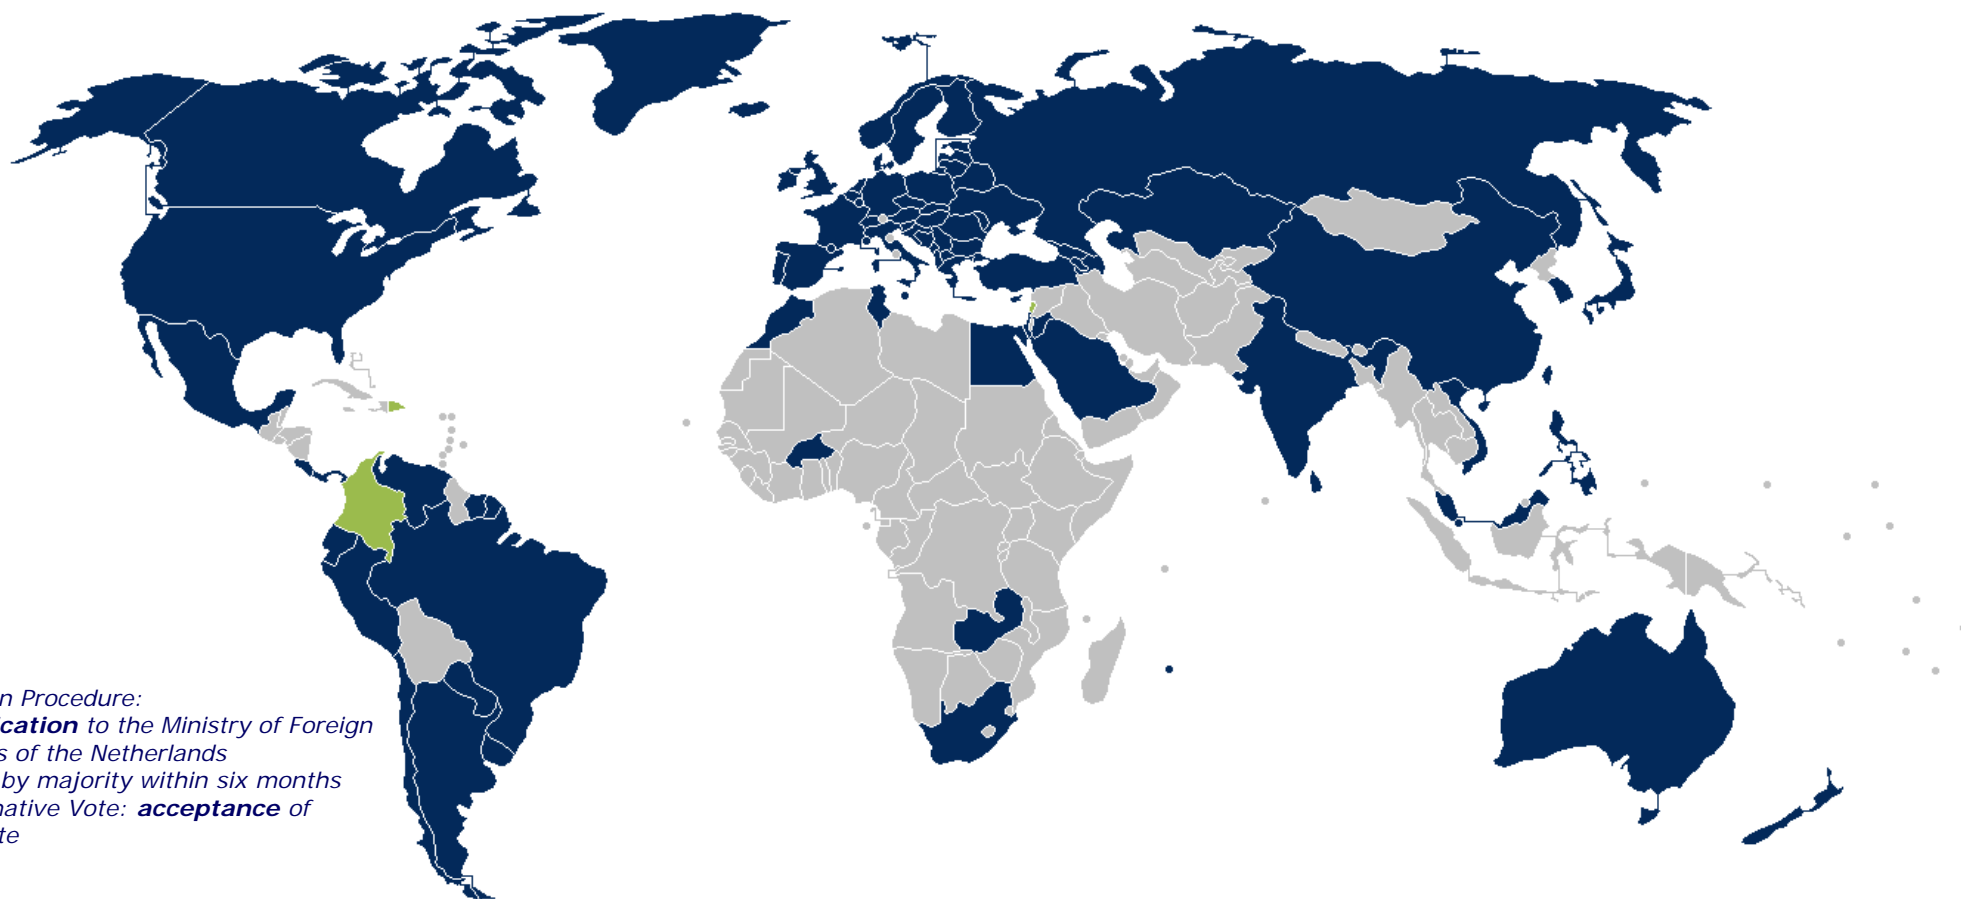 n Procedure:
ication to the Ministry of Foreign
s of the Netherlands
by majority within six months
native Vote: acceptance of
te